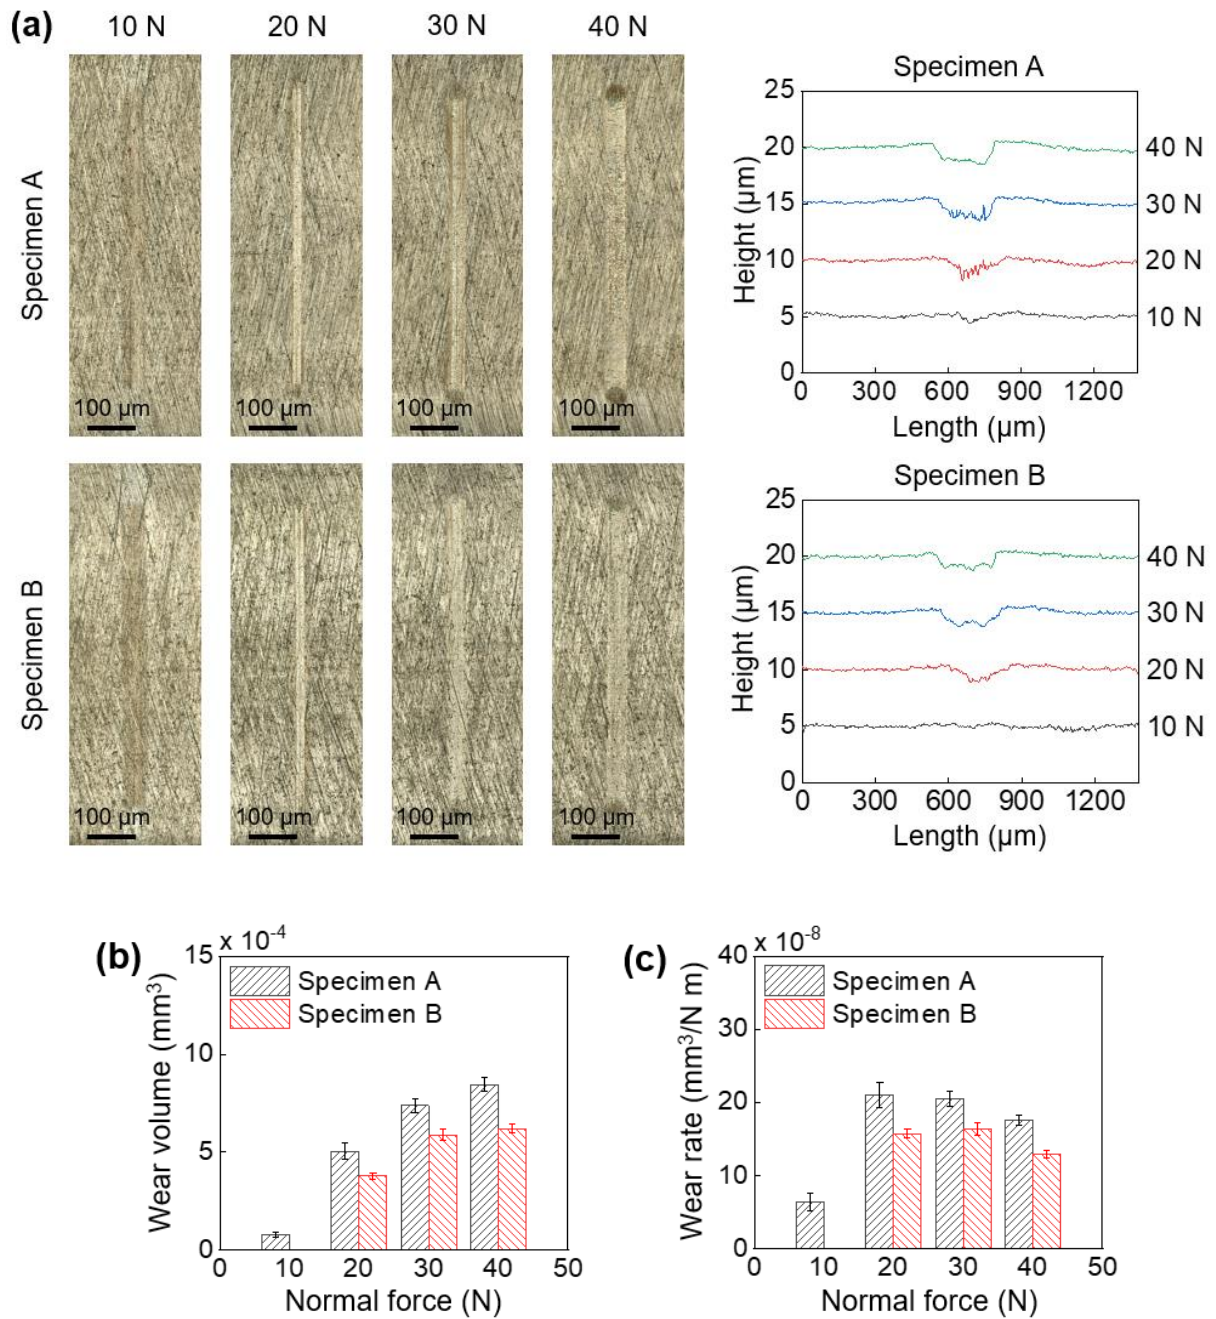 (a)
10 N 20 N 30 N 40 N
Specimen A
100 µm 100 µm 100 µm 100 µm
Specimen A
Height (µm)
25
20
15
10
5
0
40 N
30 N
20 N
10 N
0 300 600 900 1200
Length (µm)
Specimen B
100 µm 100 µm 100 µm 100 µm
Specimen B
Height (µm)
25
20
15
10
5
0
40 N
30 N
20 N
10 N
0 300 600 900 1200
Length (µm)
(b)
x 10⁻⁴
Wear volume (mm³)
15
10
5
0
Specimen A
Specimen B
0 10 20 30 40 50
Normal force (N)
(c)
x 10⁻⁸
Wear rate (mm³/N m)
40
30
20
10
0
Specimen A
Specimen B
0 10 20 30 40 50
Normal force (N)